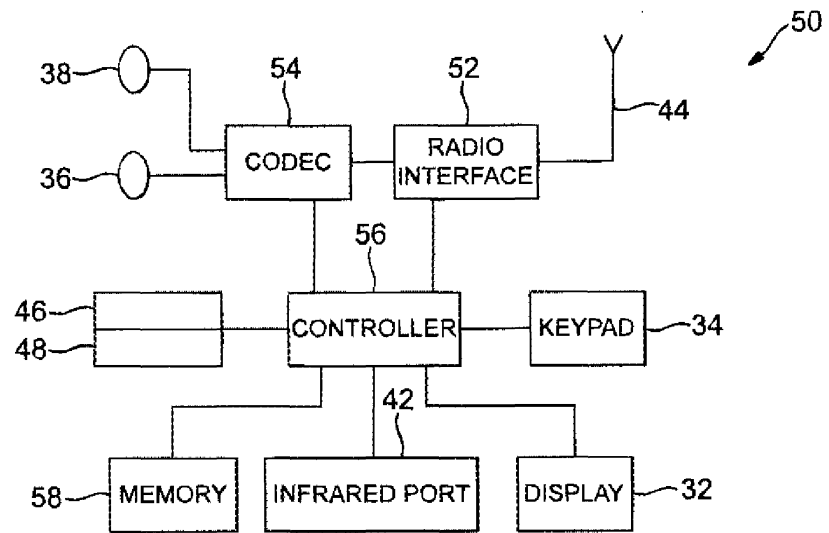 50
38
54
52
44
CODEC
RADIO
INTERFACE
36
56
46
48
CONTROLLER
KEYPAD
34
42
58
MEMORY
INFRARED PORT
DISPLAY
32